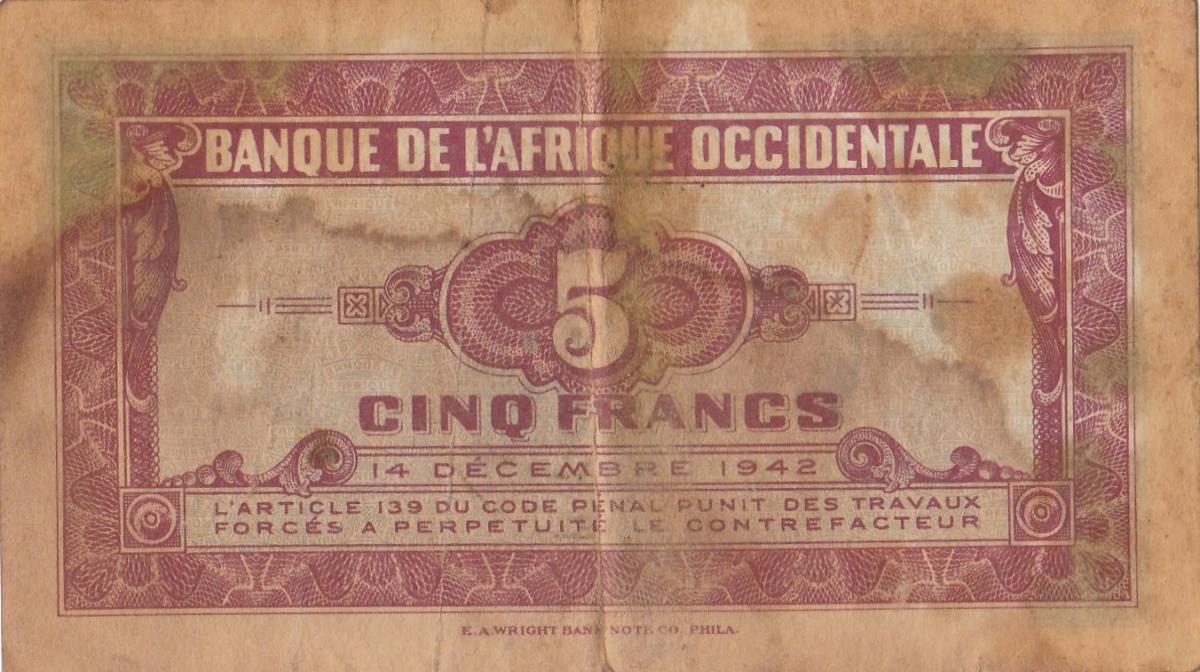 BANQUE DE L'AFRIQUE OCCIDENTALE
5
CINQ FRANCS
14 DÉCEMBRE 1942
L'ARTICLE 139 DU CODE PÉNAL PUNIT DES TRAVAUX
FORCÉS A PERPETUITÉ LE CONTREFACTEUR
E.A.WRIGHT BANK NOTE CO. PHILA.